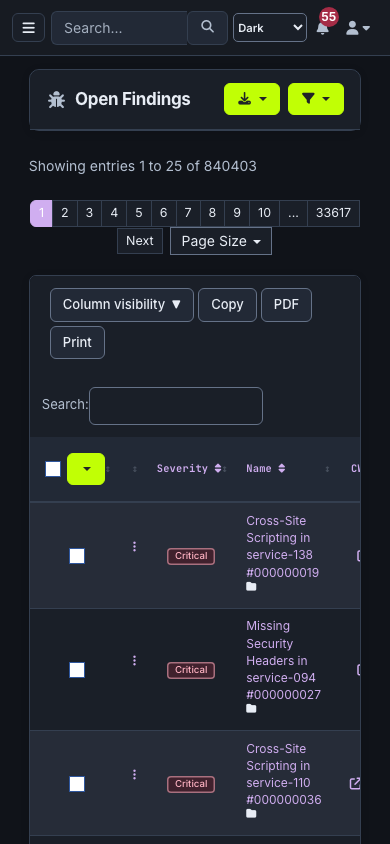 Search...
Dark
55
Open Findings
Showing entries 1 to 25 of 840403
1 2 3 4 5 6 7 8 9 10 ... 33617
Next Page Size
Column visibility ▼ Copy PDF
Print
Search:
Severity Name
Cross-Site
Scripting in
service-138
Critical #000000019
Missing
Security
Headers in
service-094
Critical #000000027
Cross-Site
Scripting in
service-110
Critical #000000036